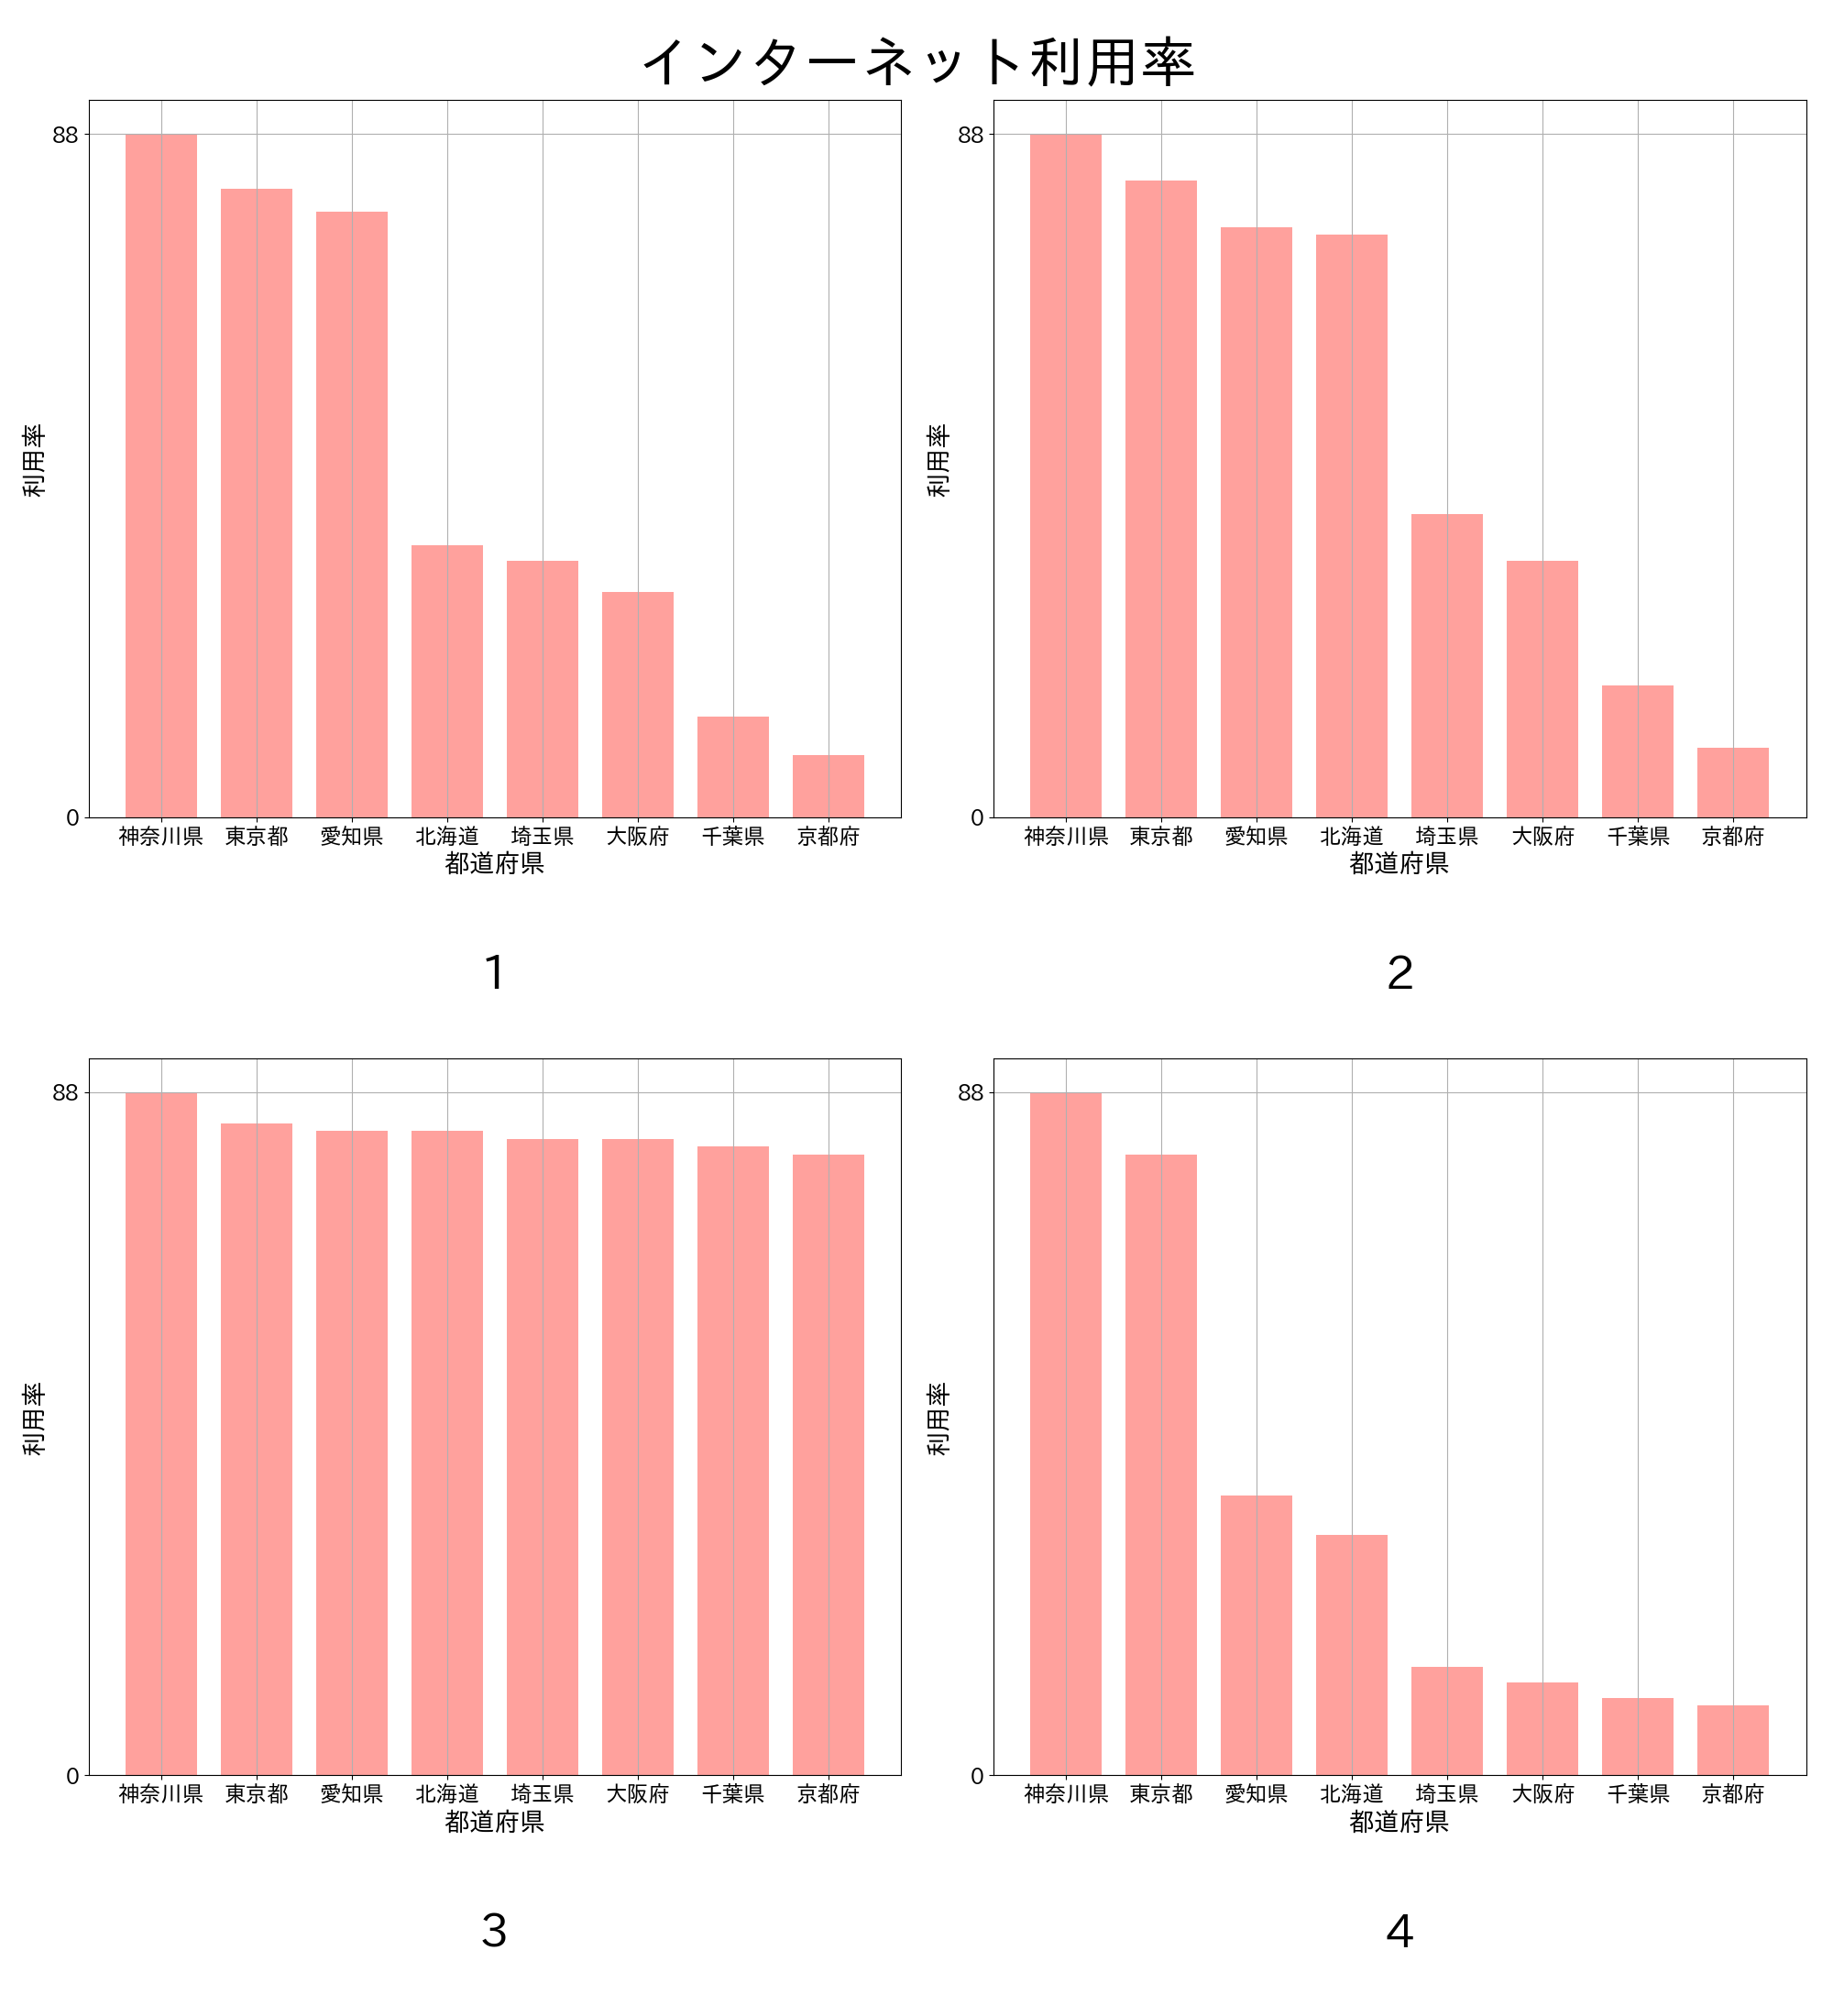 インターネット利用率
88
0
利用率
神奈川県 東京都 愛知県 北海道 埼玉県 大阪府 千葉県 京都府
都道府県
1
88
0
利用率
神奈川県 東京都 愛知県 北海道 埼玉県 大阪府 千葉県 京都府
都道府県
2
88
0
利用率
神奈川県 東京都 愛知県 北海道 埼玉県 大阪府 千葉県 京都府
都道府県
3
88
0
利用率
神奈川県 東京都 愛知県 北海道 埼玉県 大阪府 千葉県 京都府
都道府県
4